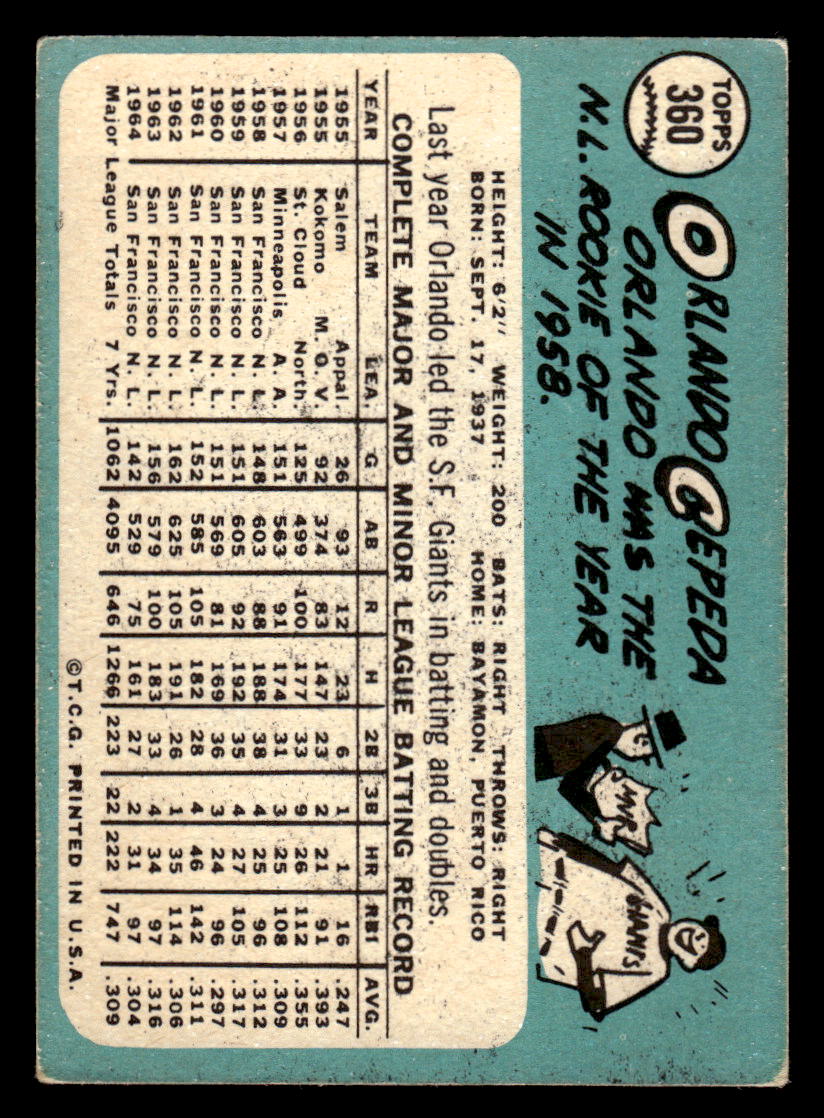 TOPPS
360
ORLANDO CEPEDA
ORLANDO WAS THE
N.L. ROOKIE OF THE YEAR
IN 1958.
MVP
GIANTS
HEIGHT: 6'2" WEIGHT: 200 BATS: RIGHT THROWS: RIGHT
BORN: SEPT. 17, 1937 HOME: BAYAMON, PUERTO RICO
Last year Orlando led the S.F. Giants in batting and doubles.
COMPLETE MAJOR AND MINOR LEAGUE BATTING RECORD
YEAR TEAM LEA. G AB R H 2B 3B HR RBI AVG.
1955 Salem Appal. 26 93 12 23 6 1 1 16 .247
1955 Kokomo M. O. V 92 374 83 147 23 2 21 91 .393
1956 St. Cloud North. 125 499 100 177 33 9 26 112 .355
1957 Minneapolis A. A. 151 563 91 174 31 3 25 108 .309
1958 San Francisco N. L. 148 603 88 188 38 4 25 96 .312
1959 San Francisco N. L. 151 605 92 192 35 4 27 105 .317
1960 San Francisco N. L. 151 569 81 169 36 3 24 96 .297
1961 San Francisco N. L. 152 585 105 182 28 4 46 142 .311
1962 San Francisco N. L. 162 625 105 191 26 1 35 114 .306
1963 San Francisco N. L. 156 579 100 183 33 4 34 97 .316
1964 San Francisco N. L. 142 529 75 161 27 2 31 97 .304
Major League Totals 7 Yrs. 1062 4095 646 1266 223 22 222 747 .309
©T.C.G. PRINTED IN U.S.A.